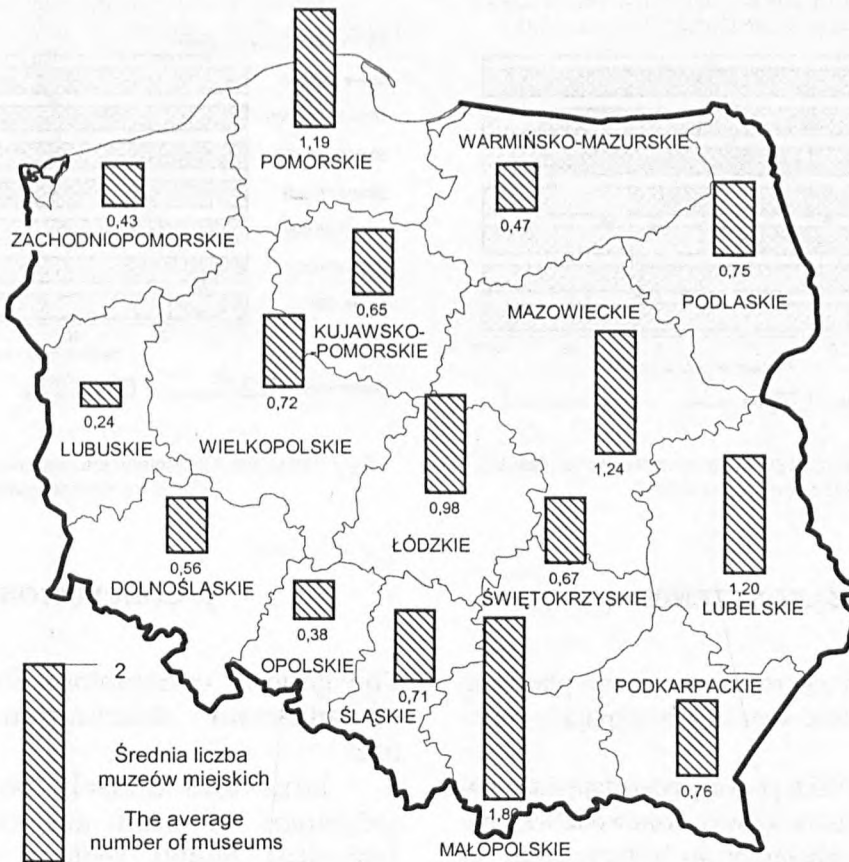 1,19
POMORSKIE
WARMIŃSKO-MAZURSKIE
0,47
0,43
ZACHODNIOPOMORSKIE
0,75
PODLASKIE
0,65
KUJAWSKO-
POMORSKIE
MAZOWIECKIE
1,24
0,72
WIELKOPOLSKIE
0,24
LUBUSKIE
0,98
ŁÓDZKIE
0,56
DOLNOŚLĄSKIE
0,67
ŚWIĘTOKRZYSKIE
1,20
LUBELSKIE
0,38
OPOLSKIE
0,71
ŚLĄSKIE
PODKARPACKIE
0,76
1,80
MAŁOPOLSKIE
2
Średnia liczba
muzeów miejskich
The average
number of museums